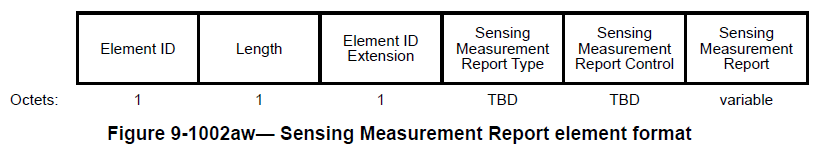 Element ID
Length
Element ID
Extension
Sensing
Measurement
Report Type
Sensing
Measurement
Report Control
Sensing
Measurement
Report
Octets: 1 1 1 TBD TBD variable
Figure 9-1002aw— Sensing Measurement Report element format